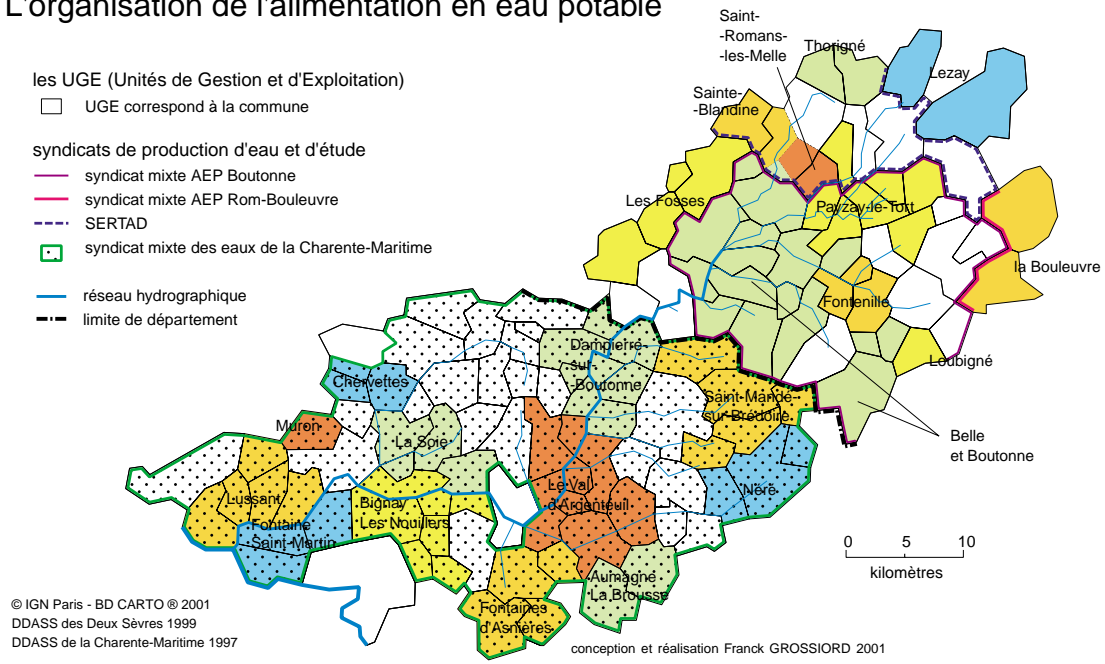 L'organisation de l'alimentation en eau potable
les UGE (Unités de Gestion et d'Exploitation)
UGE correspond à la commune
syndicats de production d'eau et d'étude
syndicat mixte AEP Boutonne
syndicat mixte AEP Rom-Bouleuvre
SERTAD
syndicat mixte des eaux de la Charente-Maritime
réseau hydrographique
limite de département
Saint-
-Romans-
-les-Melle
Thorigné
Lezay
Sainte-
-Blandine
Les Fosses
Payzay-le-Tort
la Bouleuvre
Fontenille
Loubigné
Dampierre-
sur-
-Boutonne
Chervettes
Saint-Mandé-
sur-Brédoire
Muron
La Soie
Belle
et Boutonne
Le Val
d'Argenteuil
Néré
Lussant
Bignay
Les Nouillers
Fontaine
Saint-Martin
0 5 10
kilomètres
Aumagne
La Brousse
Fontaines
d'Asnières
© IGN Paris - BD CARTO ® 2001
DDASS des Deux Sèvres 1999
DDASS de la Charente-Maritime 1997
conception et réalisation Franck GROSSIORD 2001